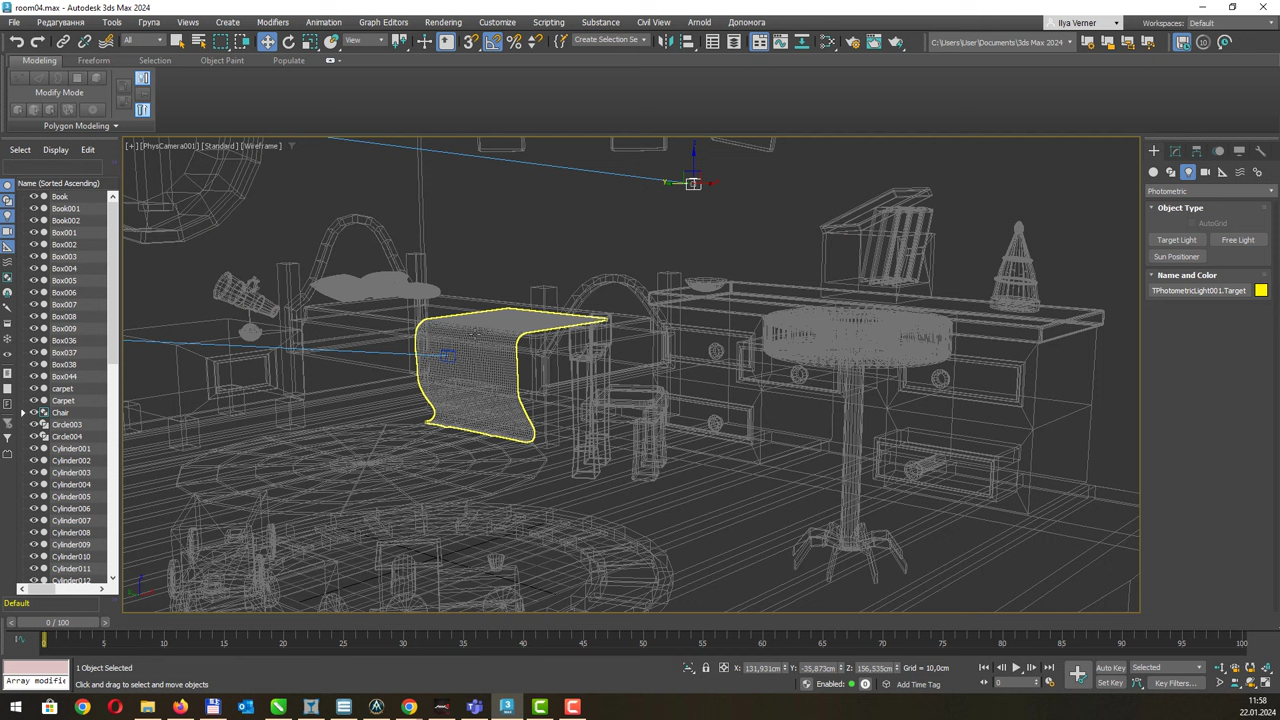 room04.max - Autodesk 3ds Max 2024
Файл
Редагування
Tools
Група
Views
Create
Modifiers
Animation
Graph Editors
Rendering
Customize
Scripting
Substance
Civil View
Arnold
Допомога
Ilya Verner
Workspaces: Default
All
View
Create Selection Se
C:\Users\User\Documents\3ds Max 2024
Modeling
Freeform
Selection
Object Paint
Populate
Modify Mode
Polygon Modeling
Select
Display
Edit
Name (Sorted Ascending)
Book
Book001
Book002
Box001
Box002
Box003
Box004
Box005
Box006
Box007
Box008
Box009
Box036
Box037
Box038
Box044
carpet
Carpet
Chair
Circle003
Circle004
Cylinder001
Cylinder002
Cylinder003
Cylinder004
Cylinder005
Cylinder006
Cylinder007
Cylinder008
Cylinder009
Cylinder010
Cylinder011
Cylinder012
Default
[+] [PhysCamera001] [Standard] [Wireframe]
Photometric
Object Type
AutoGrid
Target Light
Free Light
Sun Positioner
Name and Color
TPhotometricLight001.Target
0 / 100
0
5
10
15
20
25
30
35
40
45
50
55
60
65
70
75
80
85
90
95
100
1 Object Selected
Click and drag to select and move objects
Array modifie
X: 131,931cm
Y: -35,873cm
Z: 156,535cm
Grid = 10,0cm
Enabled:
Add Time Tag
0
Auto Key
Selected
Set Key
Key Filters...
11:58
22.01.2024